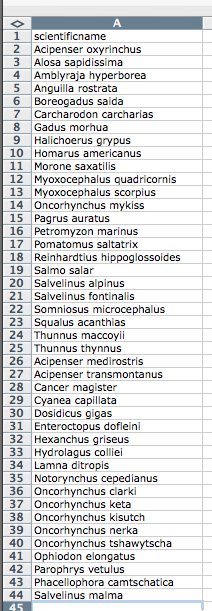 A
1 scientificname
2 Acipenser oxyrinchus
3 Alosa sapidissima
4 Amblyraja hyperborea
5 Anguilla rostrata
6 Boreogadus saida
7 Carcharodon carcharias
8 Gadus morhua
9 Halichoerus grypus
10 Homarus americanus
11 Morone saxatilis
12 Myoxocephalus quadricornis
13 Myoxocephalus scorpius
14 Oncorhynchus mykiss
15 Pagrus auratus
16 Petromyzon marinus
17 Pomatomus saltatrix
18 Reinhardtius hippoglossoides
19 Salmo salar
20 Salvelinus alpinus
21 Salvelinus fontinalis
22 Somniosus microcephalus
23 Squalus acanthias
24 Thunnus maccoyii
25 Thunnus thynnus
26 Acipenser medirostris
27 Acipenser transmontanus
28 Cancer magister
29 Cyanea capillata
30 Dosidicus gigas
31 Enteroctopus dofleini
32 Hexanchus griseus
33 Hydrolagus colliei
34 Lamna ditropis
35 Notorynchus cepedianus
36 Oncorhynchus clarki
37 Oncorhynchus keta
38 Oncorhynchus kisutch
39 Oncorhynchus nerka
40 Oncorhynchus tshawytscha
41 Ophiodon elongatus
42 Parophrys vetulus
43 Phacellophora camtschatica
44 Salvelinus malma
45